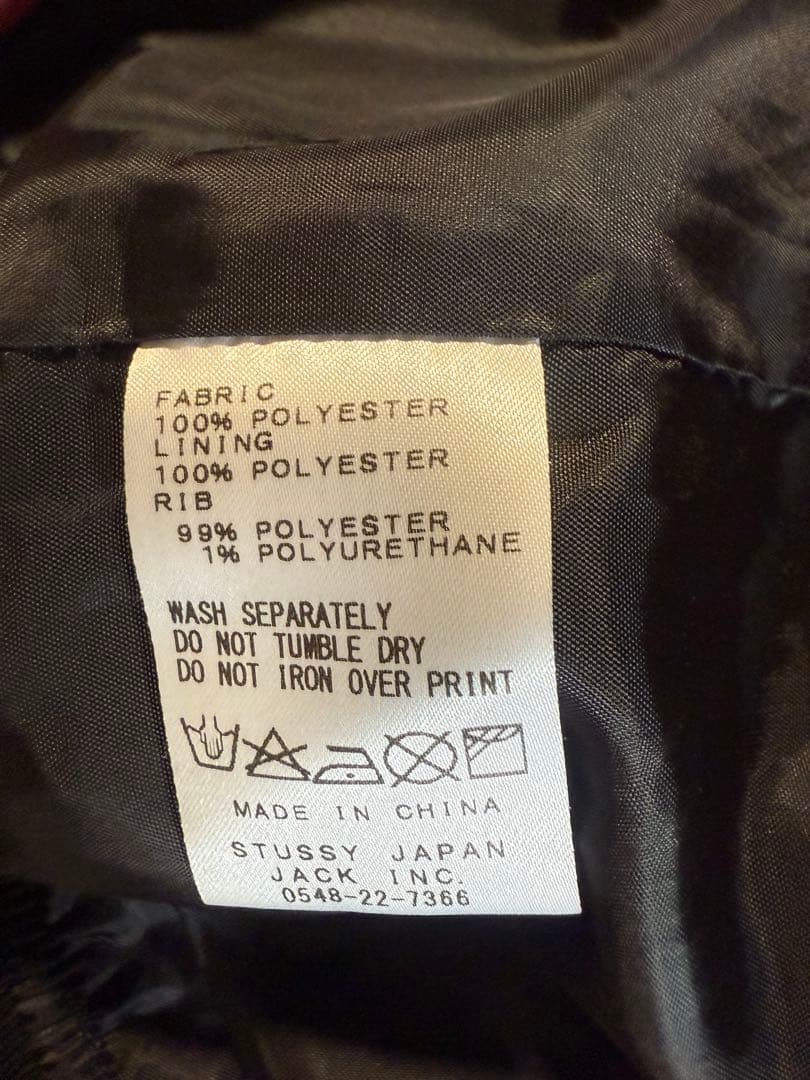 FABRIC
100% POLYESTER
LINING
100% POLYESTER
RIB
99% POLYESTER
1% POLYURETHANE
WASH SEPARATELY
DO NOT TUMBLE DRY
DO NOT IRON OVER PRINT
MADE IN CHINA
STUSSY JAPAN
JACK INC.
0548-22-7366